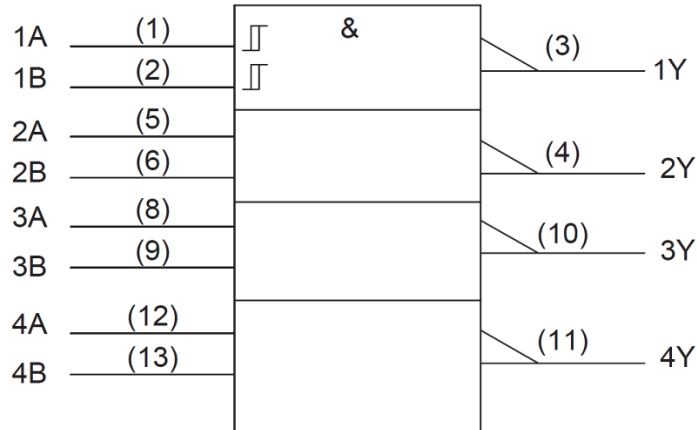 1A (1) & (3) 1Y
1B (2)
2A (5) (4) 2Y
2B (6)
3A (8) (10) 3Y
3B (9)
4A (12) (11) 4Y
4B (13)